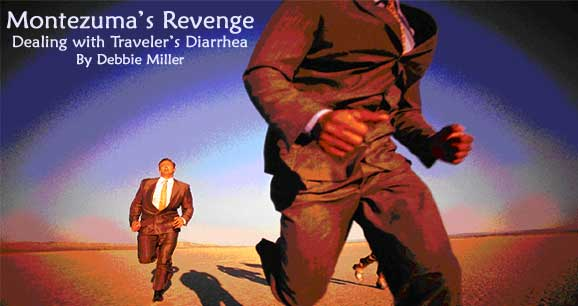 Montezuma's Revenge
Dealing with Traveler's Diarrhea
By Debbie Miller